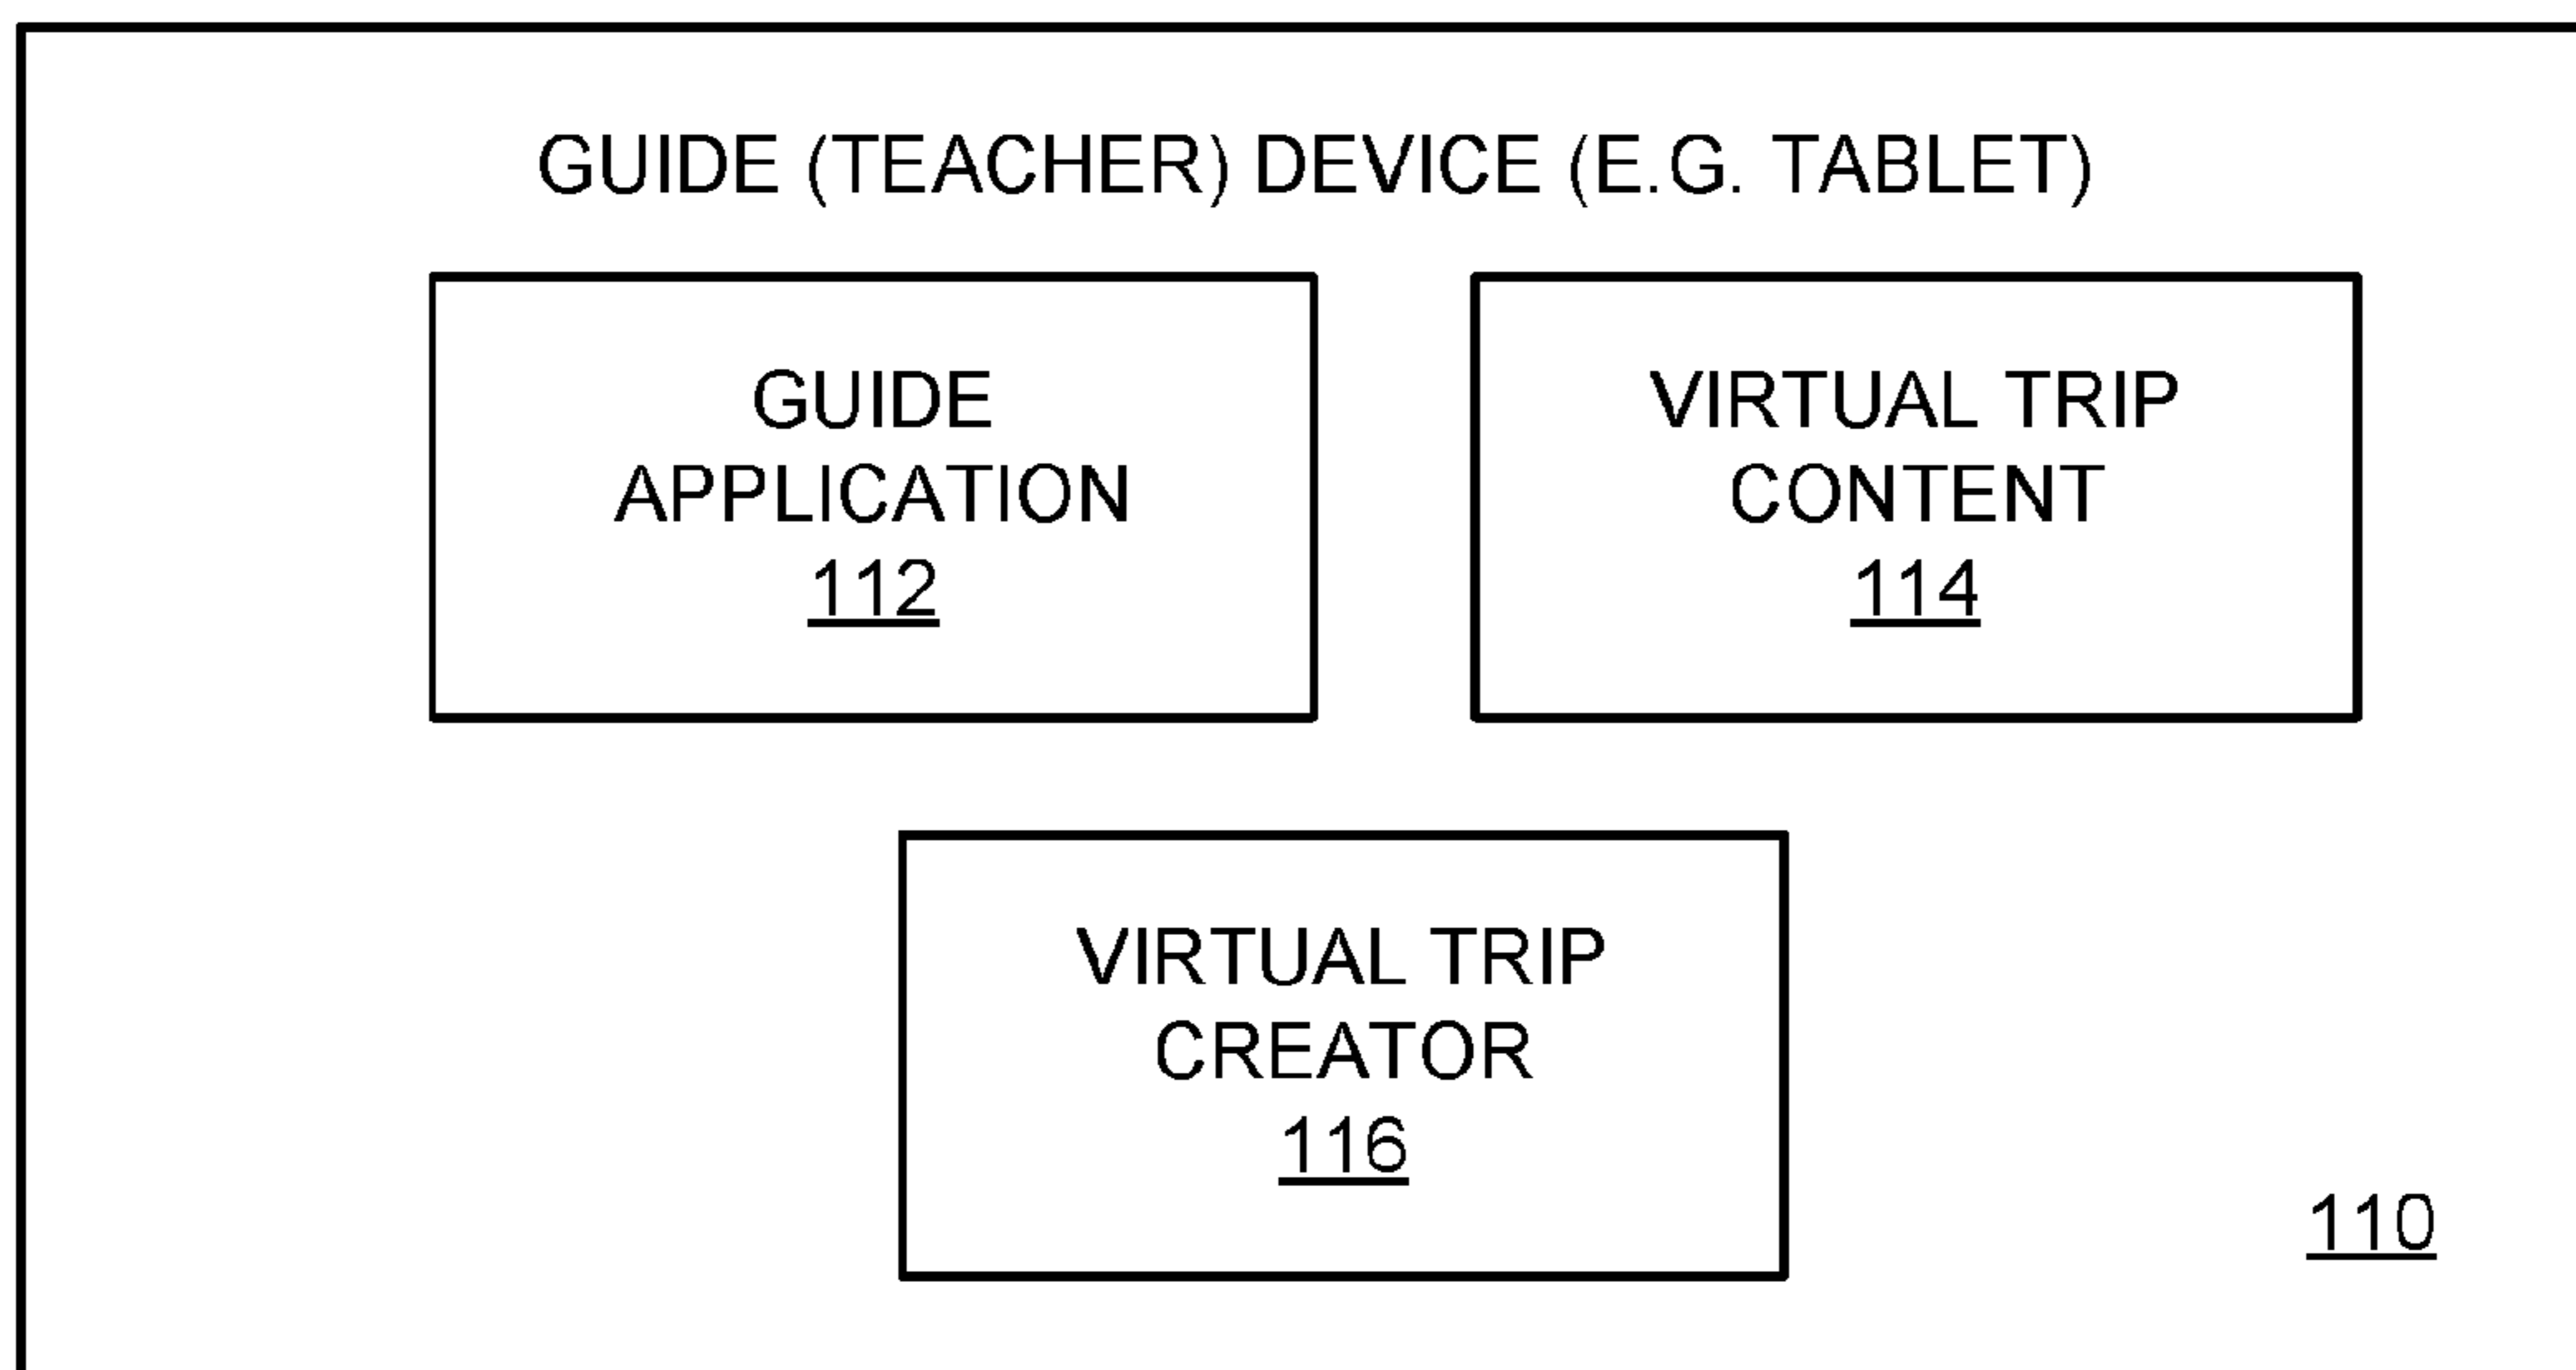 GUIDE (TEACHER) DEVICE (E.G. TABLET)
GUIDE
APPLICATION
112
VIRTUAL TRIP
CONTENT
114
VIRTUAL TRIP
CREATOR
116
110